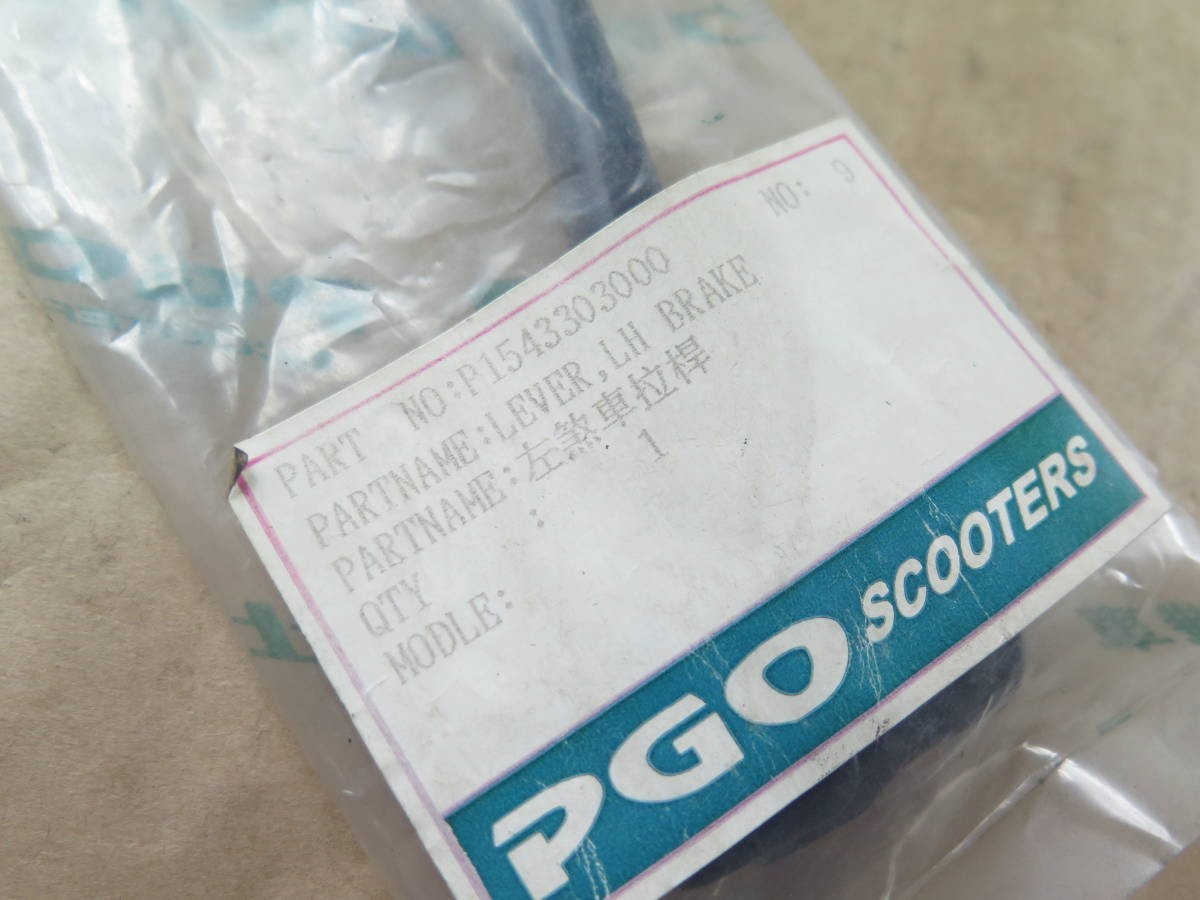 NO: 9
PART NO:P1543303000
PARTNAME:LEVER,LH BRAKE
PARTNAME:左煞車拉桿
QTY : 1
MODLE:
PGO SCOOTERS